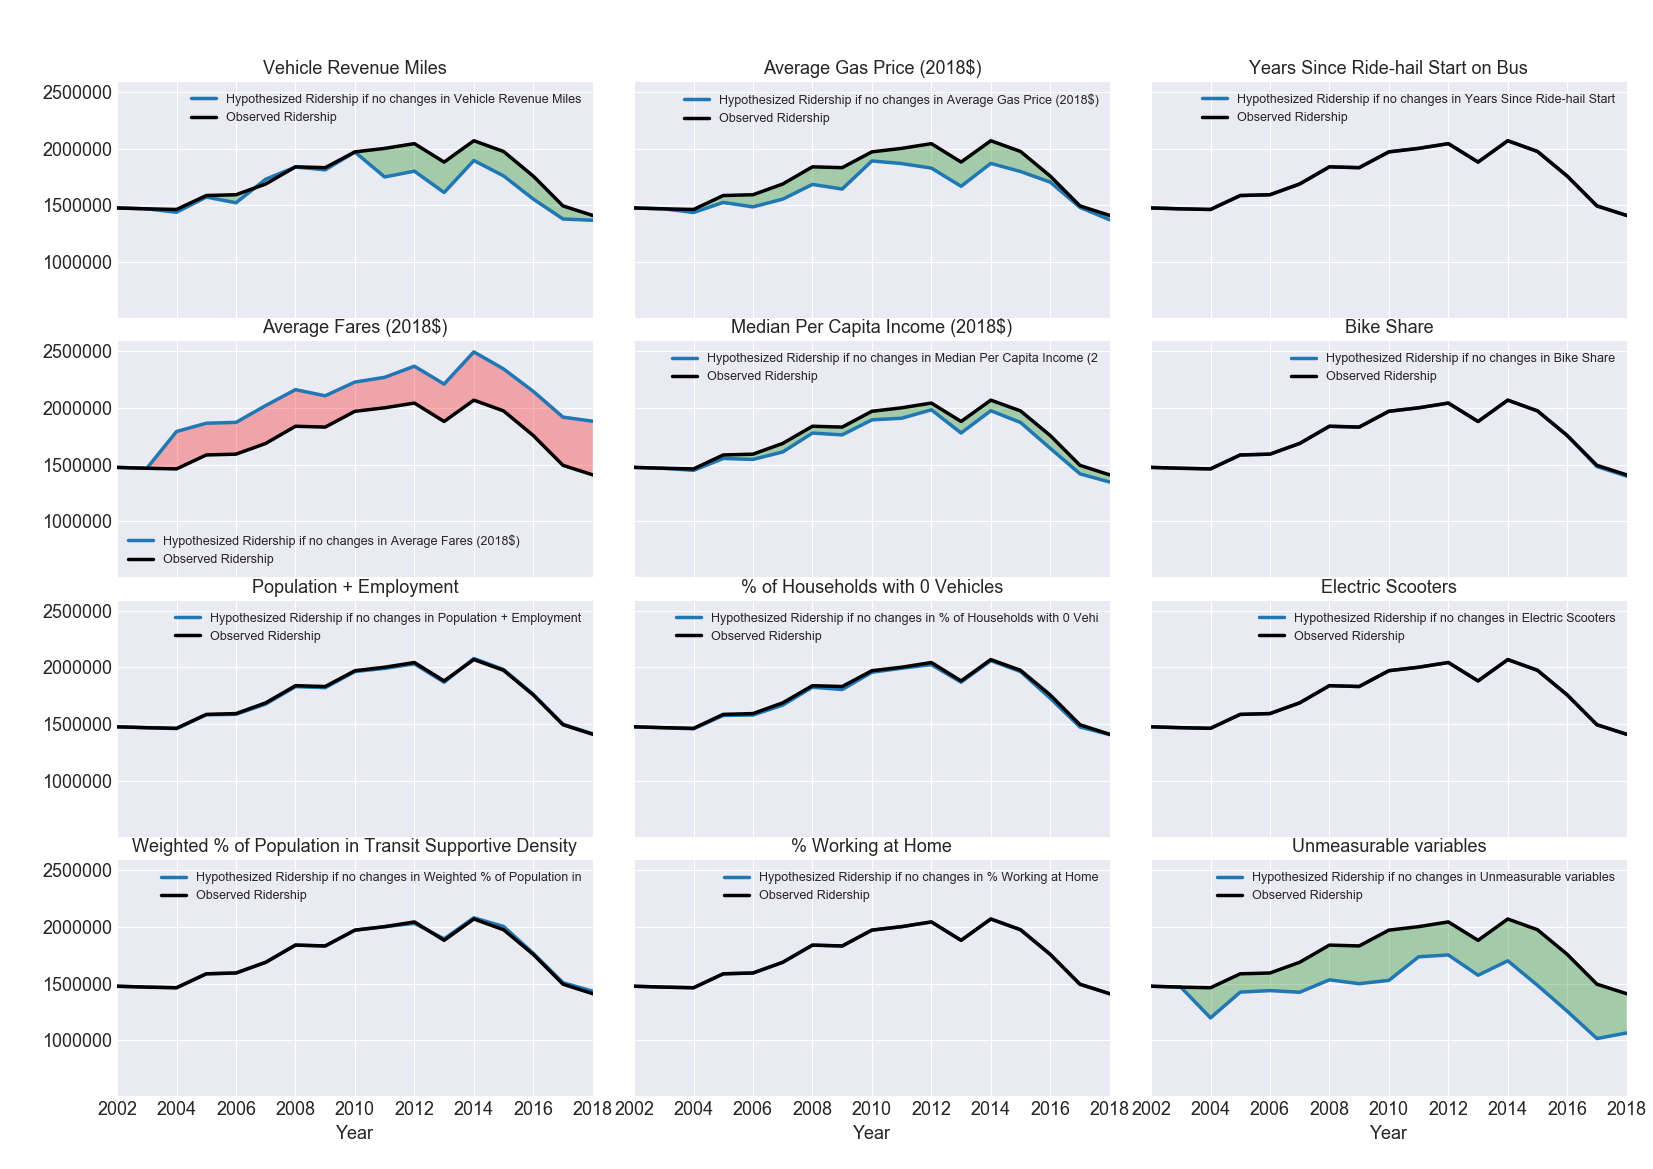 Vehicle Revenue Miles
2500000
2000000
1500000
1000000
Hypothesized Ridership if no changes in Vehicle Revenue Miles
Observed Ridership
Average Gas Price (2018$)
Hypothesized Ridership if no changes in Average Gas Price (2018$)
Observed Ridership
Years Since Ride-hail Start on Bus
Hypothesized Ridership if no changes in Years Since Ride-hail Start
Observed Ridership
Average Fares (2018$)
2500000
2000000
1500000
1000000
Hypothesized Ridership if no changes in Average Fares (2018$)
Observed Ridership
Median Per Capita Income (2018$)
Hypothesized Ridership if no changes in Median Per Capita Income (2
Observed Ridership
Bike Share
Hypothesized Ridership if no changes in Bike Share
Observed Ridership
Population + Employment
2500000
2000000
1500000
1000000
Hypothesized Ridership if no changes in Population + Employment
Observed Ridership
% of Households with 0 Vehicles
Hypothesized Ridership if no changes in % of Households with 0 Vehi
Observed Ridership
Electric Scooters
Hypothesized Ridership if no changes in Electric Scooters
Observed Ridership
Weighted % of Population in Transit Supportive Density
2500000
2000000
1500000
1000000
Hypothesized Ridership if no changes in Weighted % of Population in
Observed Ridership
2002 2004 2006 2008 2010 2012 2014 2016 2018
Year
% Working at Home
Hypothesized Ridership if no changes in % Working at Home
Observed Ridership
2002 2004 2006 2008 2010 2012 2014 2016 2018
Year
Unmeasurable variables
Hypothesized Ridership if no changes in Unmeasurable variables
Observed Ridership
2002 2004 2006 2008 2010 2012 2014 2016 2018
Year